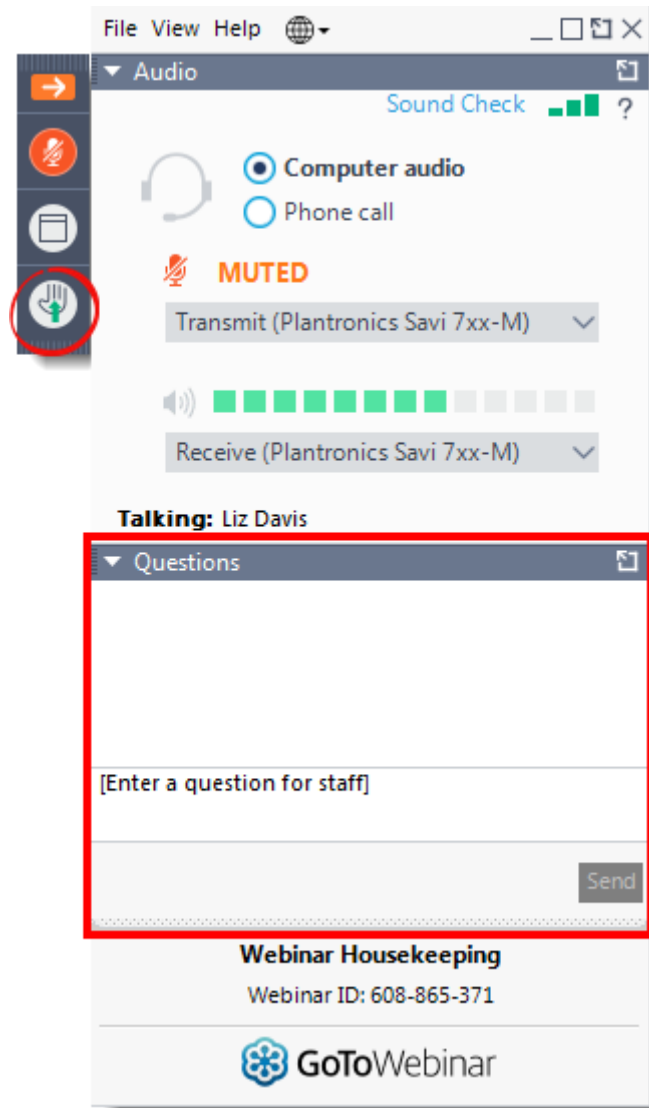 File View Help
Audio
Sound Check ?
Computer audio
Phone call
MUTED
Transmit (Plantronics Savi 7xx-M)
Receive (Plantronics Savi 7xx-M)
Talking: Liz Davis
Questions
[Enter a question for staff]
Send
Webinar Housekeeping
Webinar ID: 608-865-371
GoToWebinar